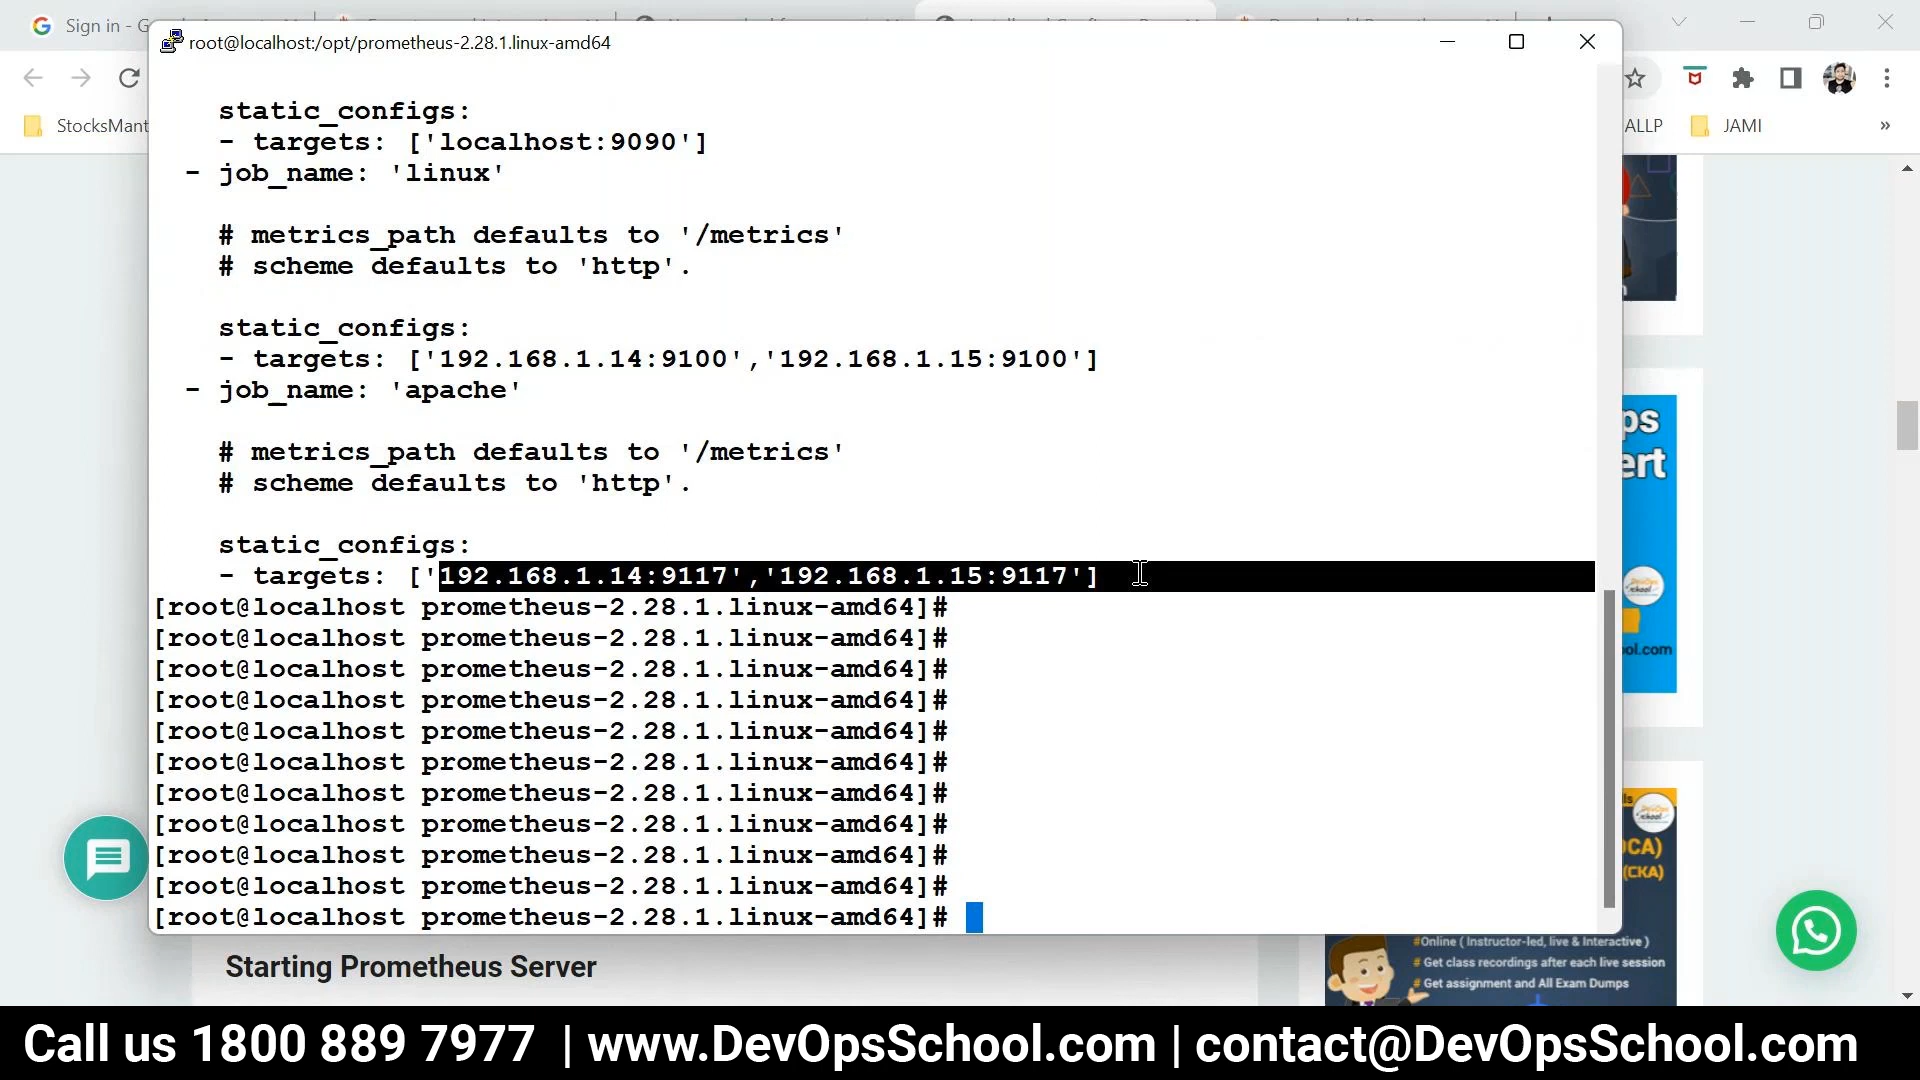 Sign in - G
root@localhost:/opt/prometheus-2.28.1.linux-amd64
StocksMant
ALLP
JAMI
»
static_configs:
- targets: ['localhost:9090']
- job_name: 'linux'
# metrics_path defaults to '/metrics'
# scheme defaults to 'http'.
static_configs:
- targets: ['192.168.1.14:9100','192.168.1.15:9100']
- job_name: 'apache'
# metrics_path defaults to '/metrics'
# scheme defaults to 'http'.
static_configs:
- targets: ['192.168.1.14:9117','192.168.1.15:9117']
[root@localhost prometheus-2.28.1.linux-amd64]#
[root@localhost prometheus-2.28.1.linux-amd64]#
[root@localhost prometheus-2.28.1.linux-amd64]#
[root@localhost prometheus-2.28.1.linux-amd64]#
[root@localhost prometheus-2.28.1.linux-amd64]#
[root@localhost prometheus-2.28.1.linux-amd64]#
[root@localhost prometheus-2.28.1.linux-amd64]#
[root@localhost prometheus-2.28.1.linux-amd64]#
[root@localhost prometheus-2.28.1.linux-amd64]#
[root@localhost prometheus-2.28.1.linux-amd64]#
[root@localhost prometheus-2.28.1.linux-amd64]#
ps
ert
ol.com
CA)
(CKA)
Starting Prometheus Server
#Online ( Instructor-led, live & Interactive )
# Get class recordings after each live session
# Get assignment and All Exam Dumps
Call us 1800 889 7977 | www.DevOpsSchool.com | contact@DevOpsSchool.com